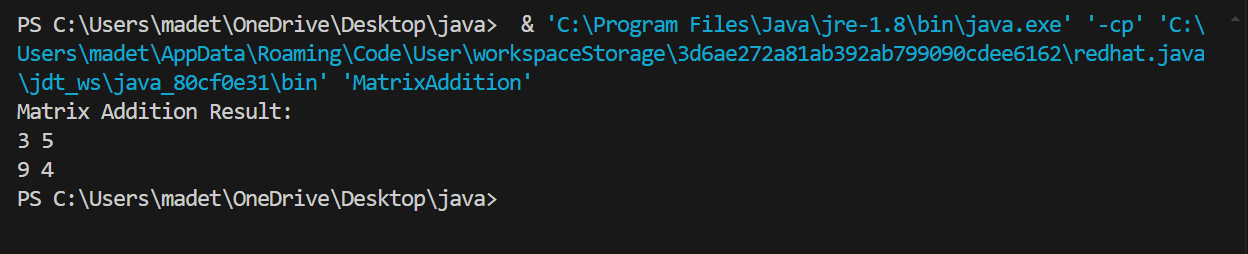 PS C:\Users\madet\OneDrive\Desktop\java>  & 'C:\Program Files\Java\jre-1.8\bin\java.exe' '-cp' 'C:\
Users\madet\AppData\Roaming\Code\User\workspaceStorage\3d6ae272a81ab392ab799090cdee6162\redhat.java
\jdt_ws\java_80cf0e31\bin' 'MatrixAddition'
Matrix Addition Result:
3 5
9 4
PS C:\Users\madet\OneDrive\Desktop\java>